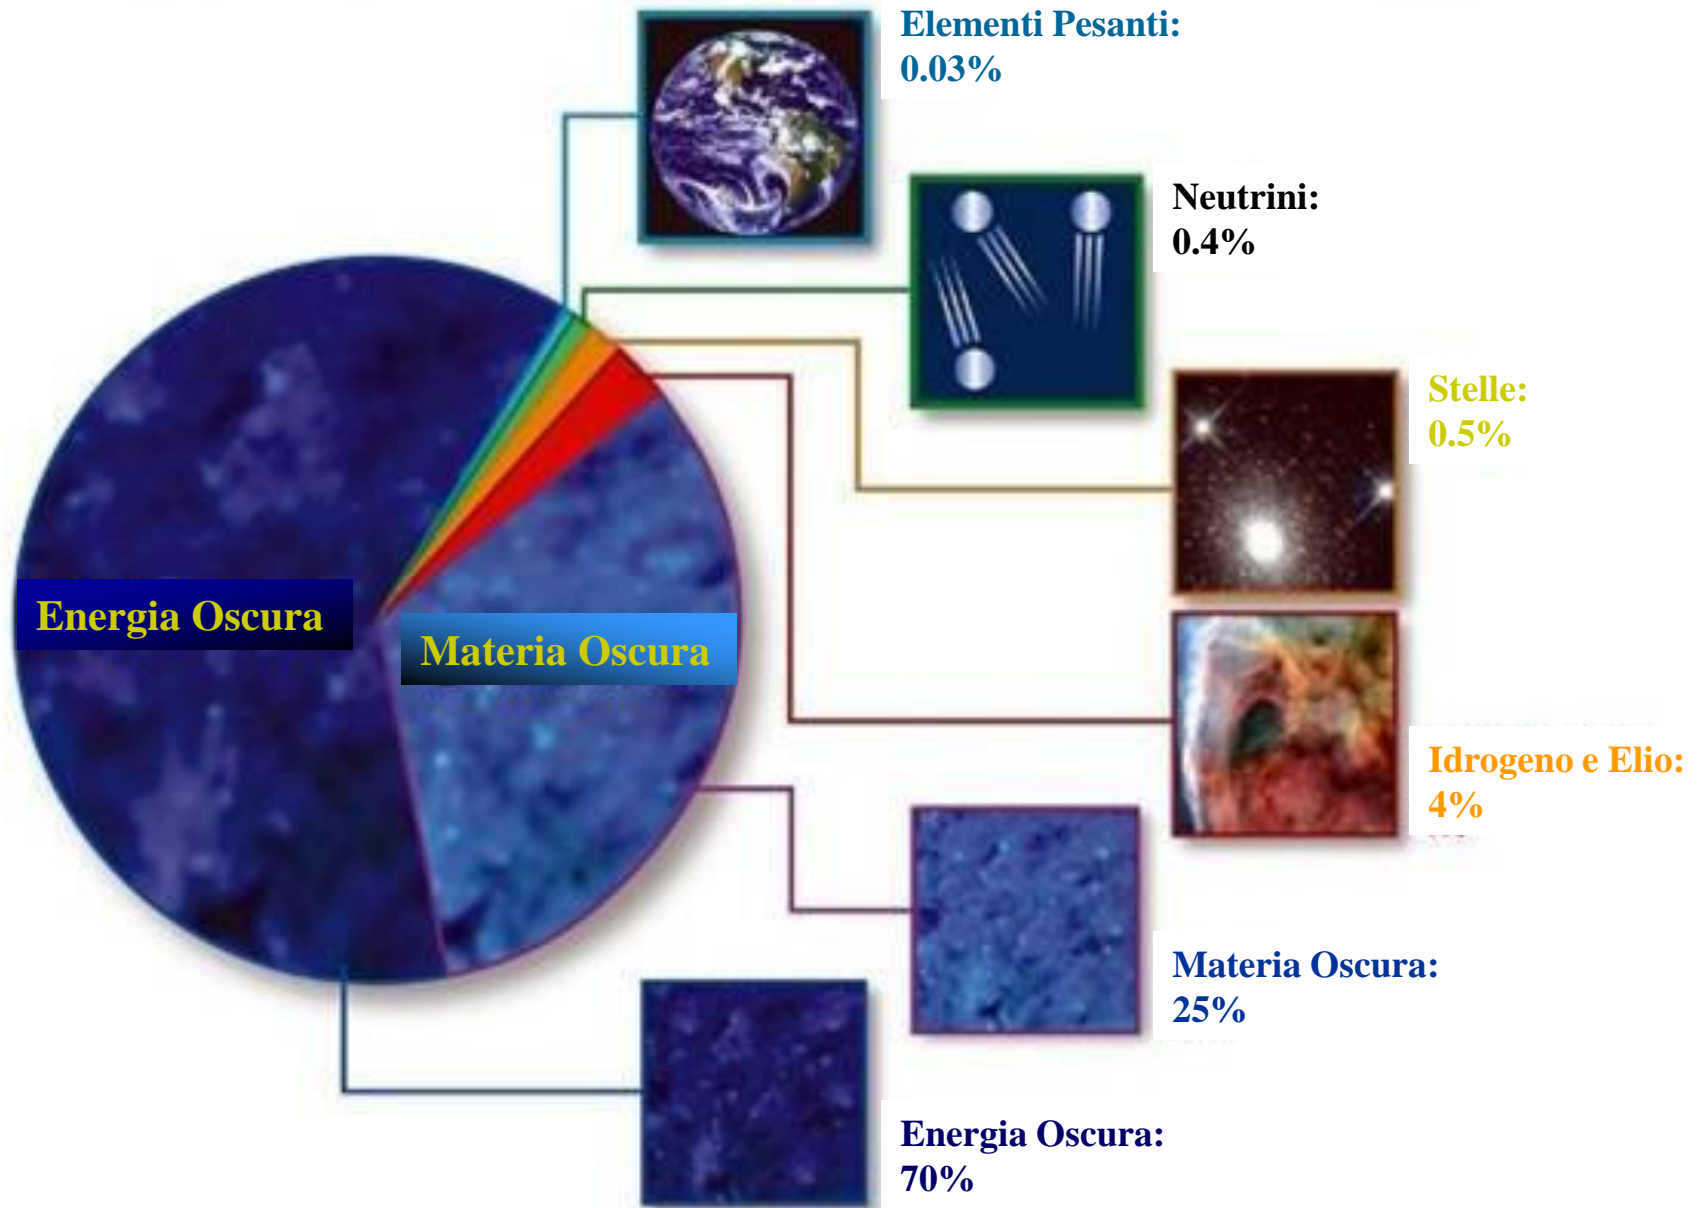 Elementi Pesanti:
0.03%
Neutrini:
0.4%
Stelle:
0.5%
Energia Oscura
Materia Oscura
Idrogeno e Elio:
4%
Materia Oscura:
25%
Energia Oscura:
70%